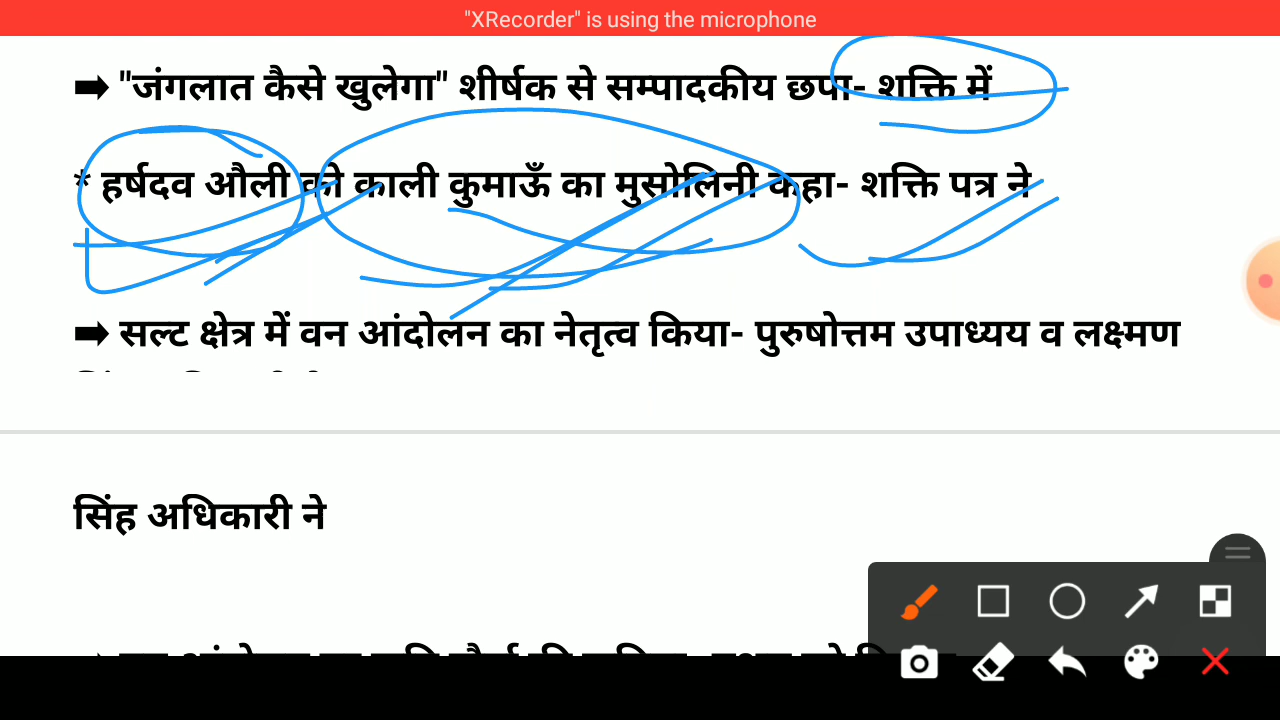 "XRecorder" is using the microphone
➡ "जंगलात कैसे खुलेगा" शीर्षक से सम्पादकीय छपा- शक्ति में
* हर्षदव औली को काली कुमाऊँ का मुसोलिनी कहा- शक्ति पत्र ने
➡ सल्ट क्षेत्र में वन आंदोलन का नेतृत्व किया- पुरुषोत्तम उपाध्यय व लक्ष्मण
सिंह अधिकारी ने